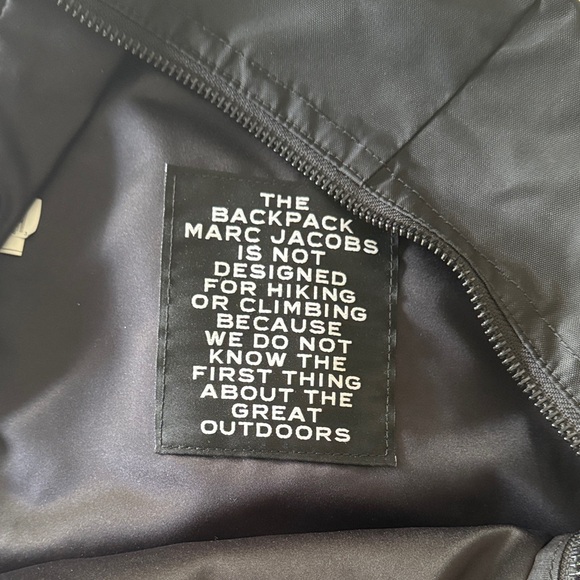 THE
BACKPACK
MARC JACOBS
IS NOT
DESIGNED
FOR HIKING
OR CLIMBING
BECAUSE
WE DO NOT
KNOW THE
FIRST THING
ABOUT THE
GREAT
OUTDOORS